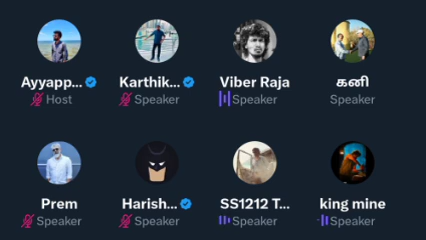 Ayyapp... Karthik... Viber Raja கனி
Host Speaker Speaker Speaker
Prem Harish... SS1212 T... king mine
Speaker Speaker Speaker Speaker